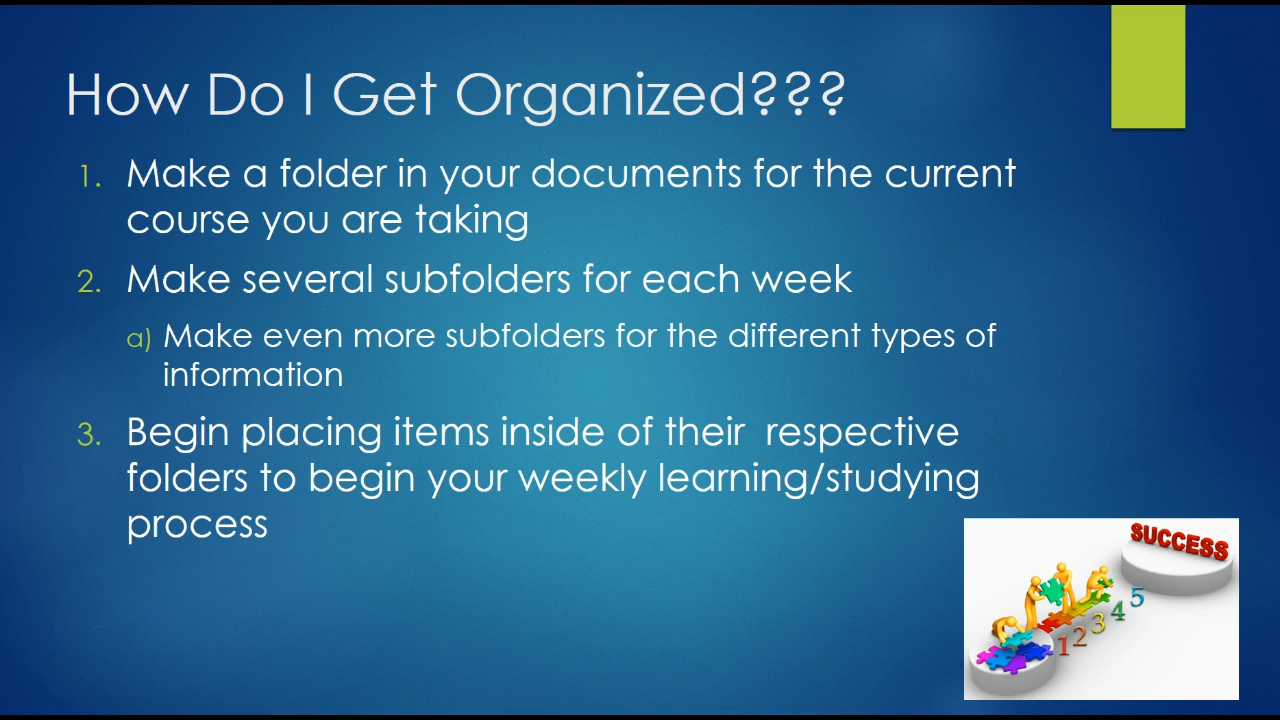 How Do I Get Organized???
1. Make a folder in your documents for the current
course you are taking
2. Make several subfolders for each week
a) Make even more subfolders for the different types of
information
3. Begin placing items inside of their  respective
folders to begin your weekly learning/studying
process
SUCCESS
1 2 3 4 5